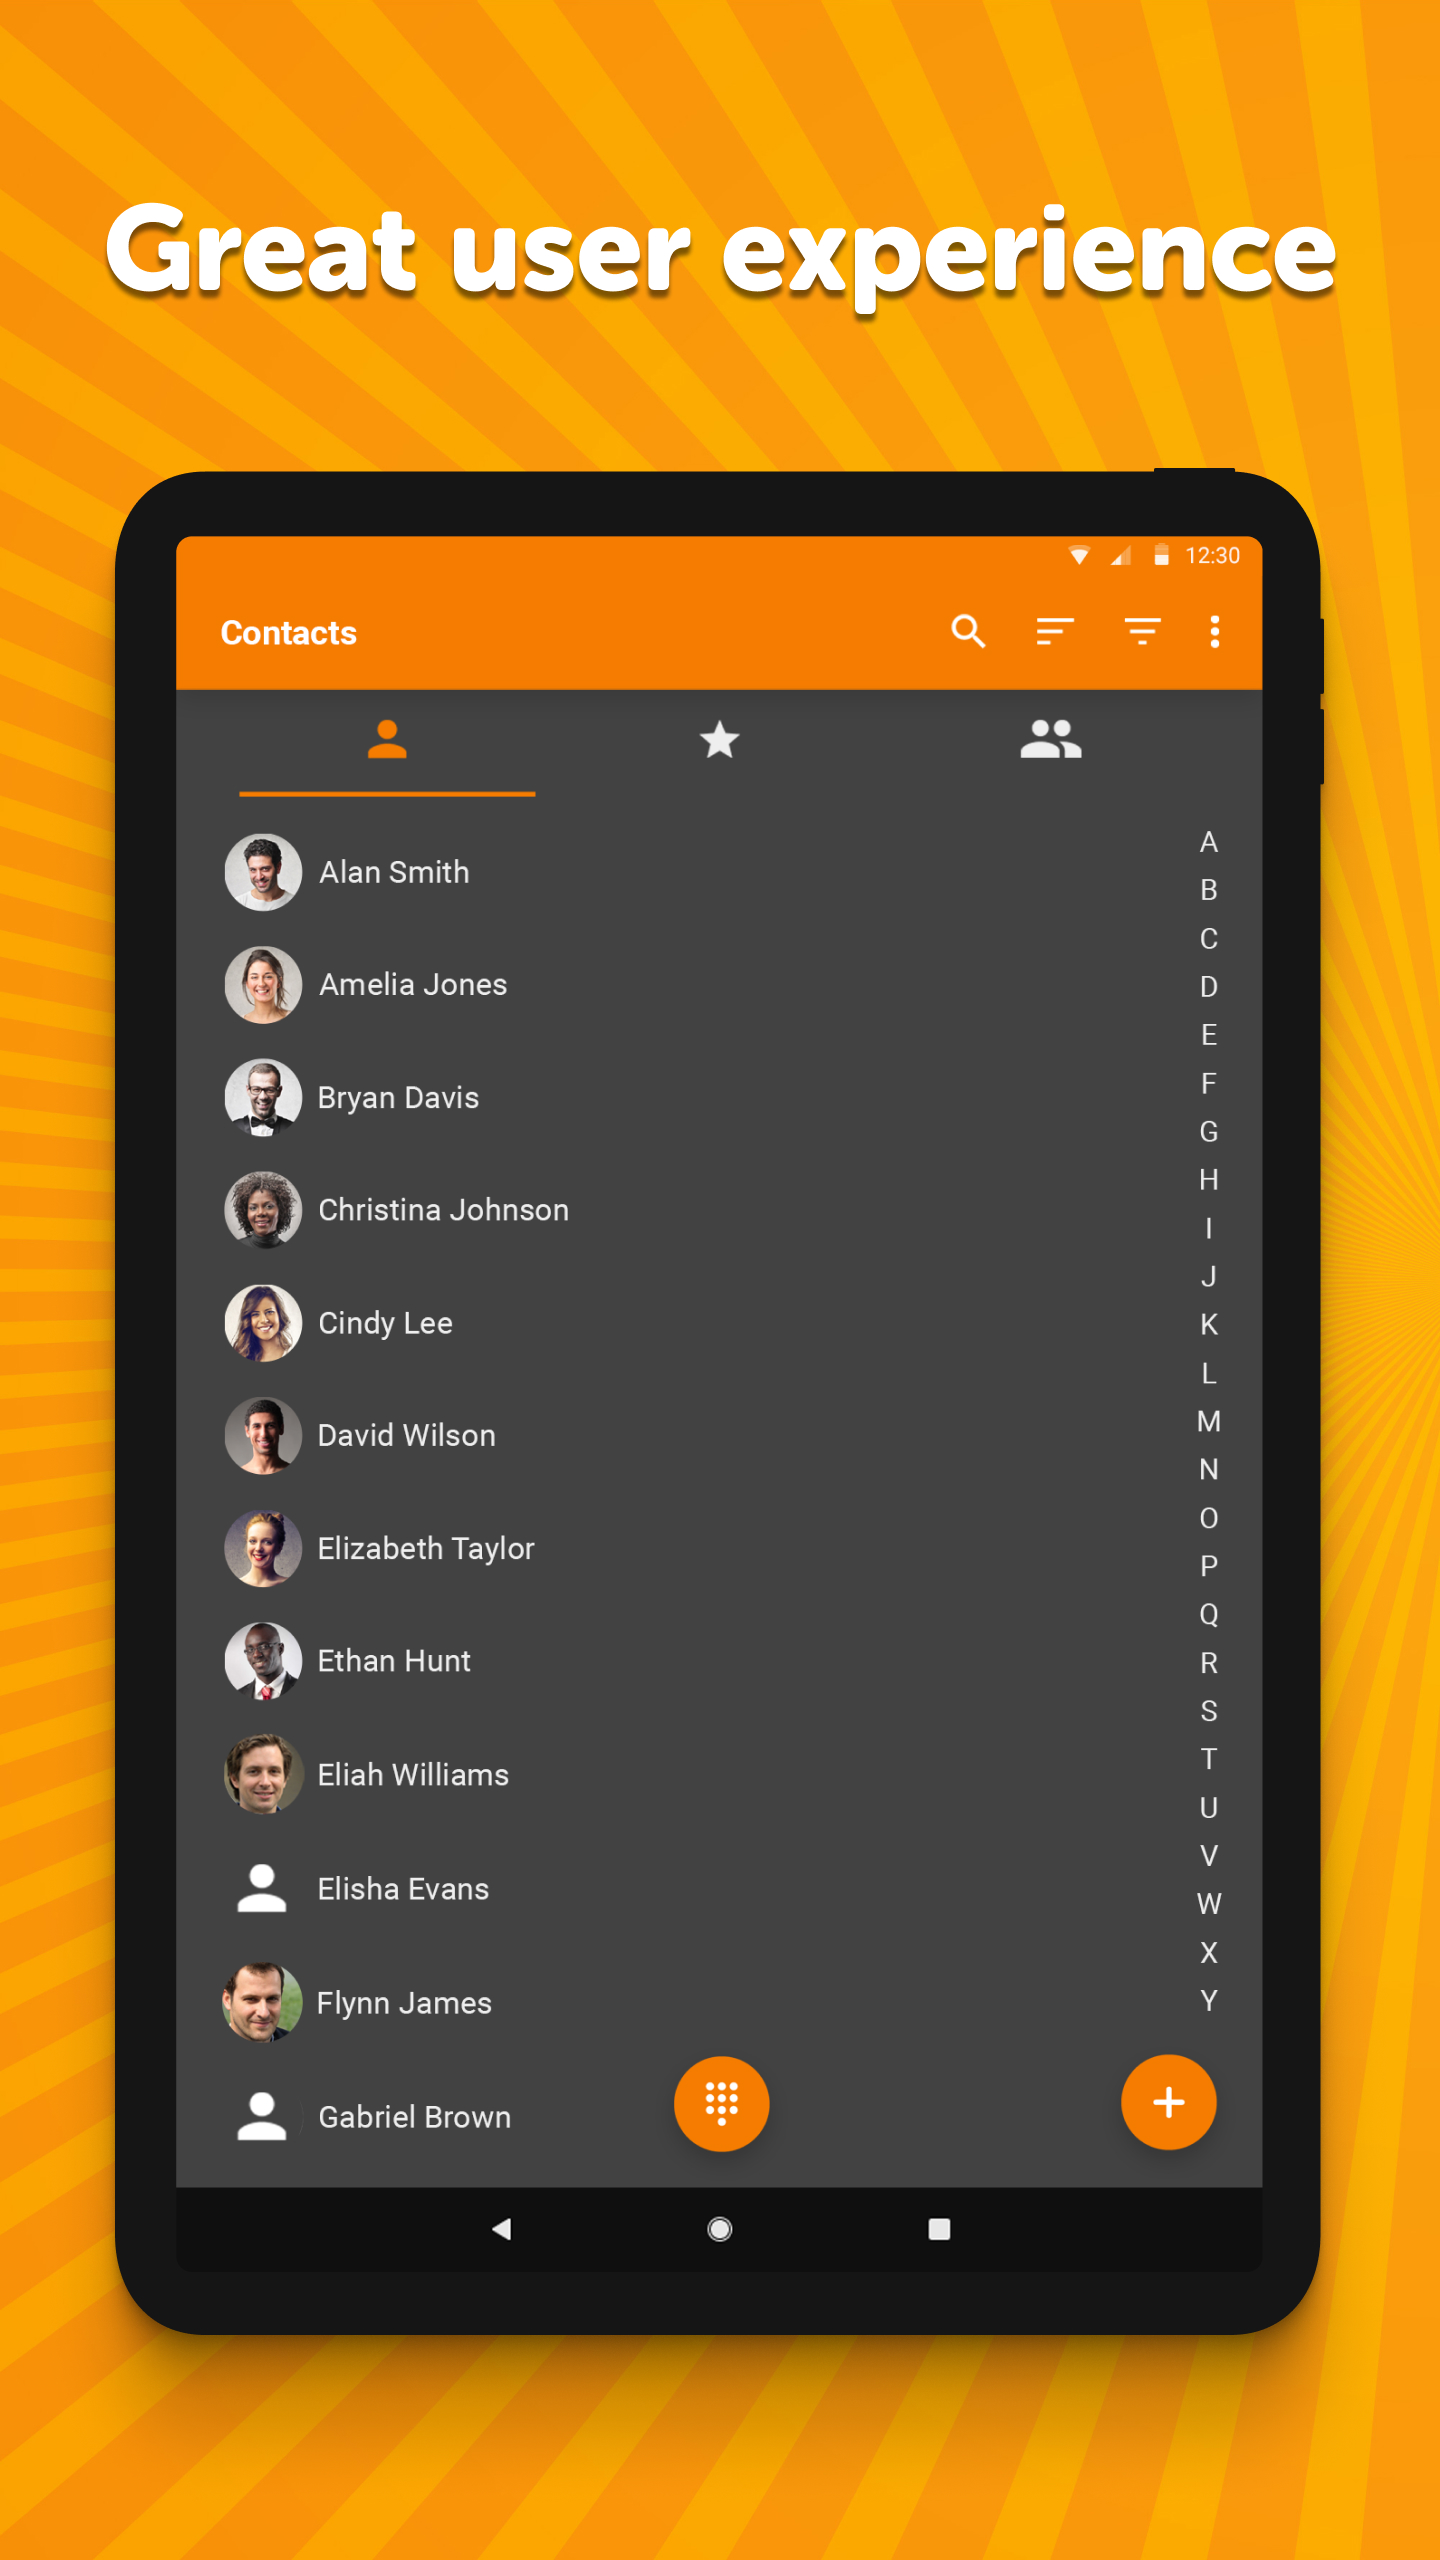 Great user experience
12:30
Contacts
Alan Smith
Amelia Jones
Bryan Davis
Christina Johnson
Cindy Lee
David Wilson
Elizabeth Taylor
Ethan Hunt
Eliah Williams
Elisha Evans
Flynn James
Gabriel Brown
A
B
C
D
E
F
G
H
I
J
K
L
M
N
O
P
Q
R
S
T
U
V
W
X
Y